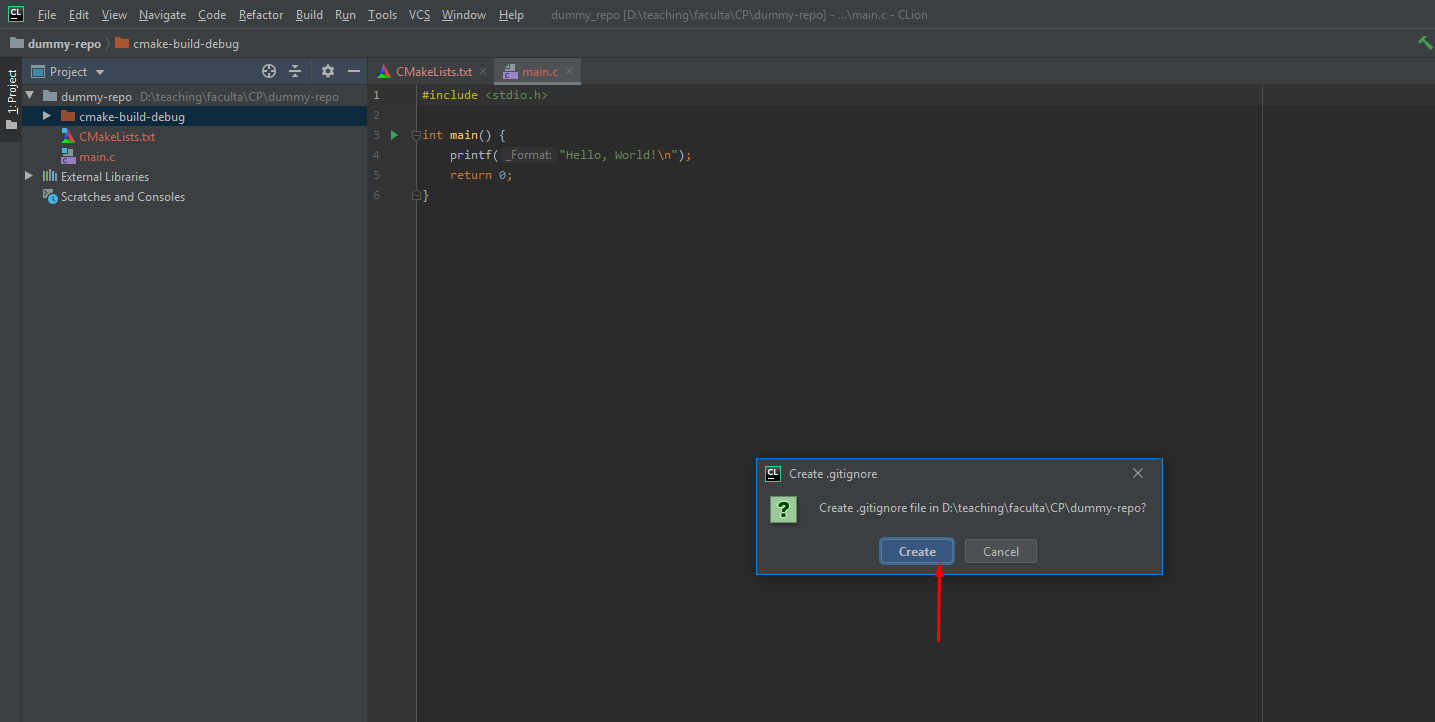 CL File Edit View Navigate Code Refactor Build Run Tools VCS Window Help dummy_repo [D:\teaching\faculta\CP\dummy-repo] - ...\main.c - CLion
dummy-repo cmake-build-debug
1: Project
Project
CMakeLists.txt main.c
dummy-repo D:\teaching\faculta\CP\dummy-repo
cmake-build-debug
CMakeLists.txt
main.c
External Libraries
Scratches and Consoles
1 #include <stdio.h>
2
3 int main() {
4 printf( _Format: "Hello, World!\n");
5 return 0;
6 }
CL Create .gitignore
? Create .gitignore file in D:\teaching\faculta\CP\dummy-repo?
Create Cancel